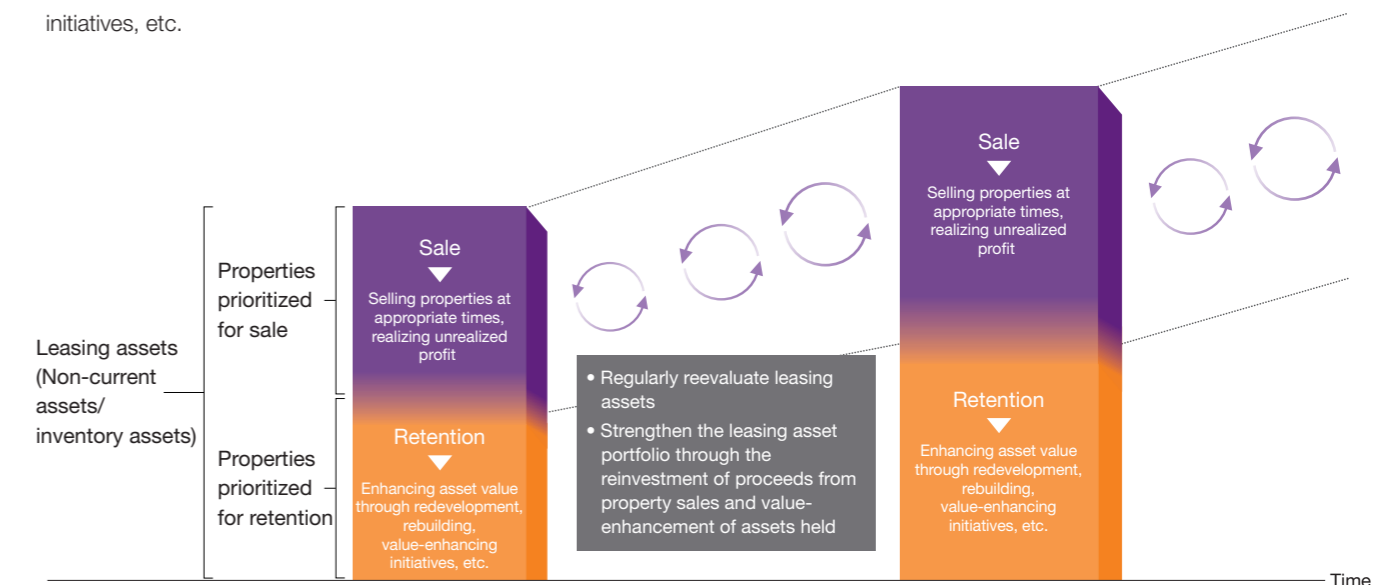 initiatives, etc.
Leasing assets
(Non-current
assets/
inventory assets)
Properties
prioritized
for sale
Properties
prioritized
for retention
Sale
Selling properties at
appropriate times,
realizing unrealized
profit
Retention
Enhancing asset value
through redevelopment,
rebuilding,
value-enhancing
initiatives, etc.
• Regularly reevaluate leasing
assets
• Strengthen the leasing asset
portfolio through the
reinvestment of proceeds from
property sales and value-
enhancement of assets held
Sale
Selling properties at
appropriate times,
realizing unrealized
profit
Retention
Enhancing asset value
through redevelopment,
rebuilding,
value-enhancing
initiatives, etc.
Time